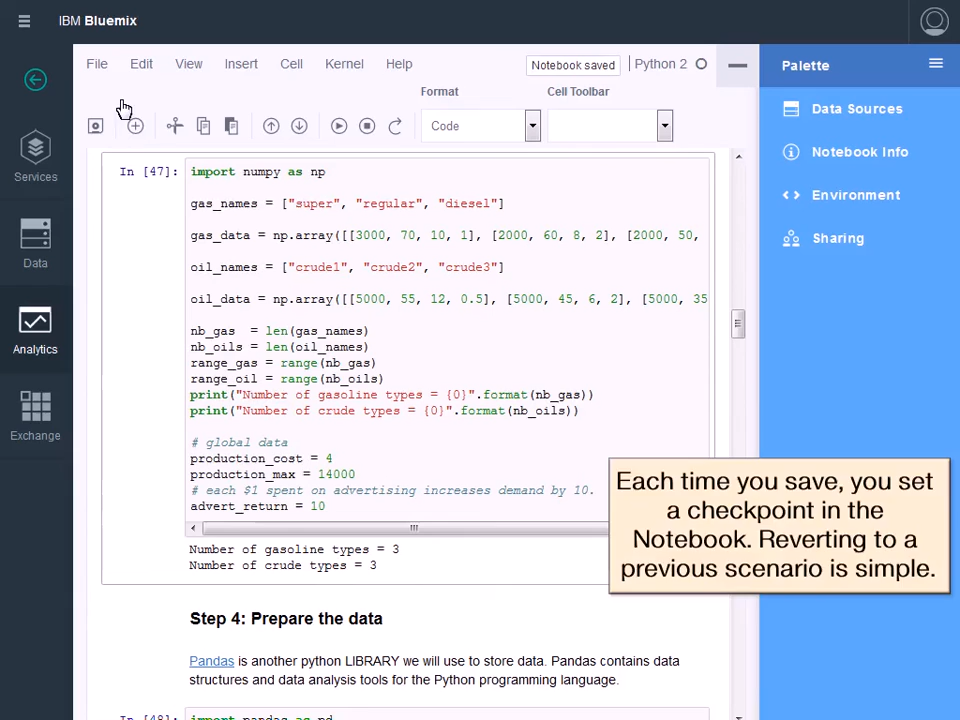 IBM Bluemix
File Edit View Insert Cell Kernel Help
Notebook saved
Python 2
Format
Cell Toolbar
Code
Services
Data
Analytics
Exchange
In [47]:
import numpy as np
gas_names = ["super", "regular", "diesel"]
gas_data = np.array([[3000, 70, 10, 1], [2000, 60, 8, 2], [2000, 50,
oil_names = ["crude1", "crude2", "crude3"]
oil_data = np.array([[5000, 55, 12, 0.5], [5000, 45, 6, 2], [5000, 35
nb_gas  = len(gas_names)
nb_oils = len(oil_names)
range_gas = range(nb_gas)
range_oil = range(nb_oils)
print("Number of gasoline types = {0}".format(nb_gas))
print("Number of crude types = {0}".format(nb_oils))
# global data
production_cost = 4
production_max = 14000
# each $1 spent on advertising increases demand by 10.
advert_return = 10
Number of gasoline types = 3
Number of crude types = 3
Step 4: Prepare the data
Pandas is another python LIBRARY we will use to store data. Pandas contains data
structures and data analysis tools for the Python programming language.
In [48]:
import pandas as pd
Palette
Data Sources
Notebook Info
Environment
Sharing
Each time you save, you set
a checkpoint in the
Notebook. Reverting to a
previous scenario is simple.